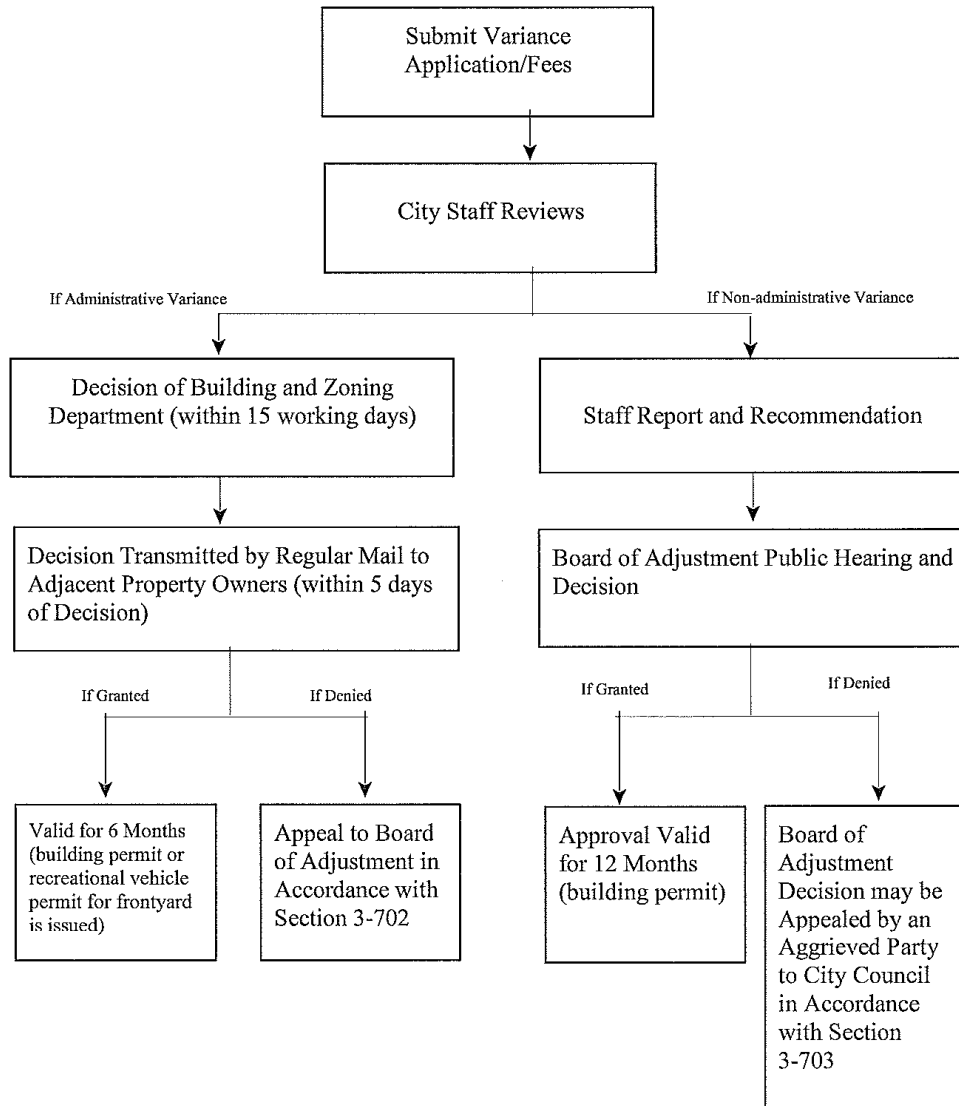 Submit Variance
Application/Fees
City Staff Reviews
If Administrative Variance
If Non-administrative Variance
Decision of Building and Zoning
Department (within 15 working days)
Staff Report and Recommendation
Decision Transmitted by Regular Mail to
Adjacent Property Owners (within 5 days
of Decision)
Board of Adjustment Public Hearing and
Decision
If Granted
If Denied
If Granted
If Denied
Valid for 6 Months
(building permit or
recreational vehicle
permit for frontyard
is issued)
Appeal to Board
of Adjustment in
Accordance with
Section 3-702
Approval Valid
for 12 Months
(building permit)
Board of
Adjustment
Decision may be
Appealed by an
Aggrieved Party
to City Council
in Accordance
with Section
3-703